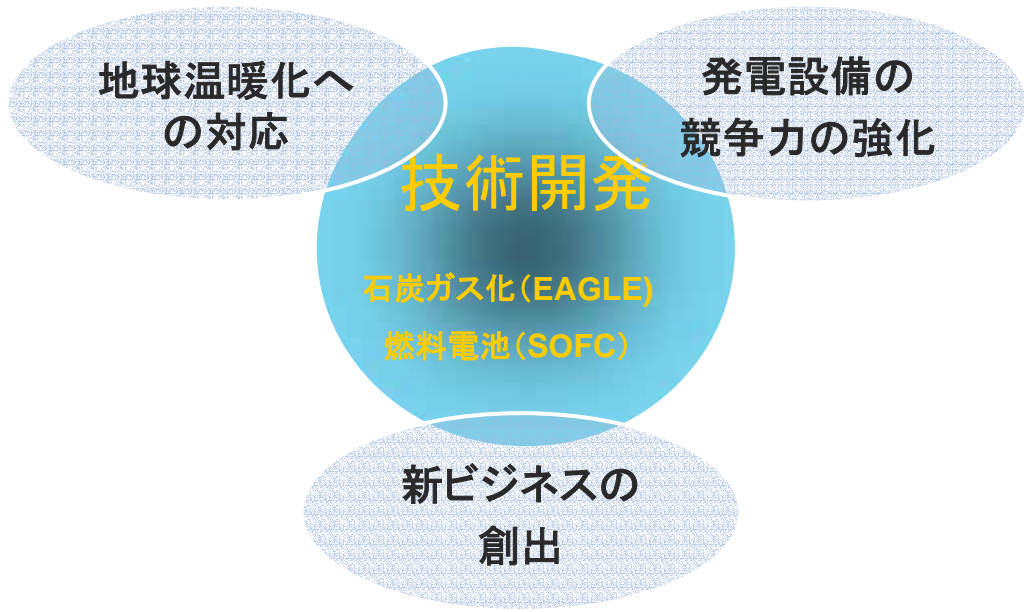 地球温暖化へ
の対応
発電設備の
競争力の強化
技術開発
石炭ガス化（EAGLE)
燃料電池（SOFC）
新ビジネスの
創出